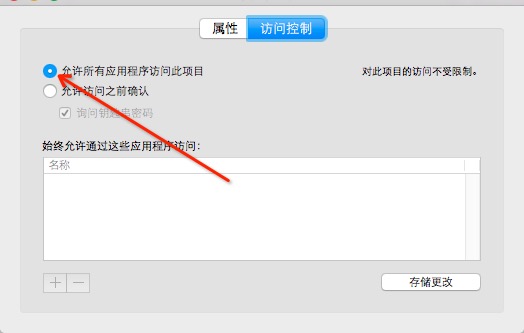 属性 访问控制
允许所有应用程序访问此项目 对此项目的访问不受限制。
允许访问之前确认
询问钥匙串密码
始终允许通过这些应用程序访问：
名称
存储更改